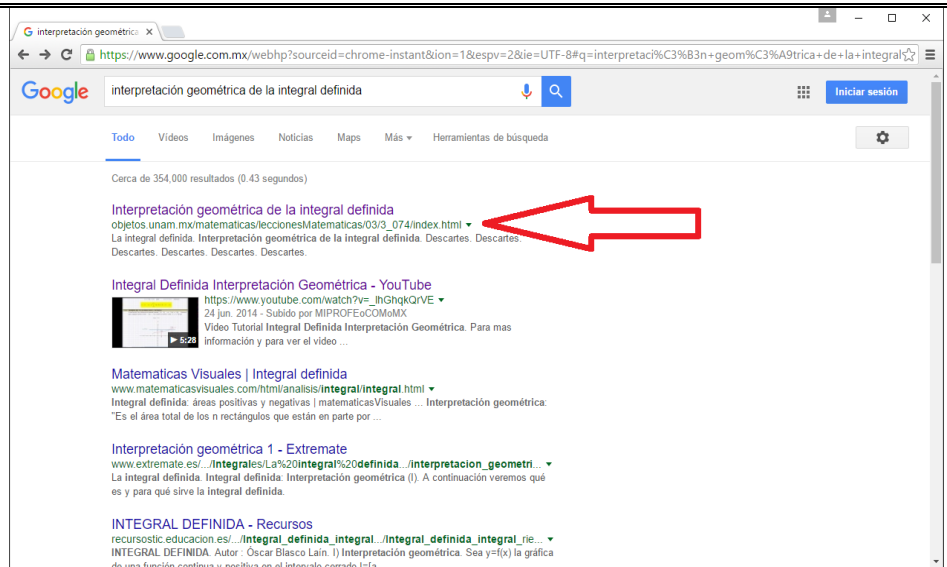 G interpretación geométrica
https://www.google.com.mx/webhp?sourceid=chrome-instant&ion=1&espv=2&ie=UTF-8#q=interpretaci%C3%B3n+geom%C3%A9trica+de+la+integral
Google
interpretación geométrica de la integral definida
Iniciar sesión
Todo Vídeos Imágenes Noticias Maps Más Herramientas de búsqueda
Cerca de 354,000 resultados (0.43 segundos)
Interpretación geométrica de la integral definida
objetos.unam.mx/matematicas/leccionesMatematicas/03/3_074/index.html
La integral definida. Interpretación geométrica de la integral definida. Descartes. Descartes.
Descartes. Descartes. Descartes. Descartes.
Integral Definida Interpretación Geométrica - YouTube
https://www.youtube.com/watch?v=_lhGhqkQrVE
24 jun. 2014 - Subido por MIPROFEoCOMoMX
Video Tutorial Integral Definida Interpretación Geométrica. Para mas
información y para ver el video ...
5:28
Matematicas Visuales | Integral definida
www.matematicasvisuales.com/html/analisis/integral/integral.html
Integral definida: áreas positivas y negativas | matematicasVisuales ... Interpretación geométrica:
"Es el área total de los n rectángulos que están en parte por ...
Interpretación geométrica 1 - Extremate
www.extremate.es/.../Integrales/La%20integral%20definida.../interpretacion_geometri...
La integral definida. Integral definida: Interpretación geométrica (I). A continuación veremos qué
es y para qué sirve la integral definida.
INTEGRAL DEFINIDA - Recursos
recursostic.educacion.es/.../Integral_definida_integral.../Integral_definida_integral_rie...
INTEGRAL DEFINIDA. Autor : Óscar Blasco Laín. I) Interpretación geométrica. Sea y=f(x) la gráfica
de una función continua y positiva en el intervalo cerrado I=[a